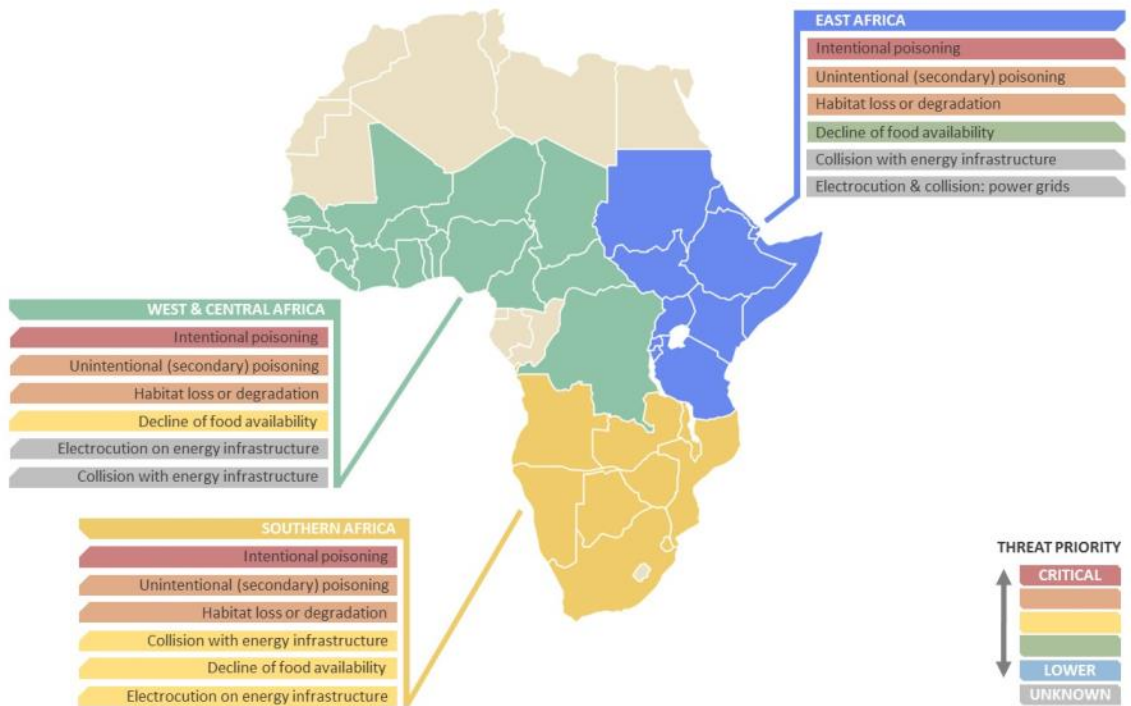 EAST AFRICA
Intentional poisoning
Unintentional (secondary) poisoning
Habitat loss or degradation
Decline of food availability
Collision with energy infrastructure
Electrocution & collision: power grids
WEST & CENTRAL AFRICA
Intentional poisoning
Unintentional (secondary) poisoning
Habitat loss or degradation
Decline of food availability
Electrocution on energy infrastructure
Collision with energy infrastructure
SOUTHERN AFRICA
Intentional poisoning
Unintentional (secondary) poisoning
Habitat loss or degradation
Collision with energy infrastructure
Decline of food availability
Electrocution on energy infrastructure
THREAT PRIORITY
CRITICAL
LOWER
UNKNOWN